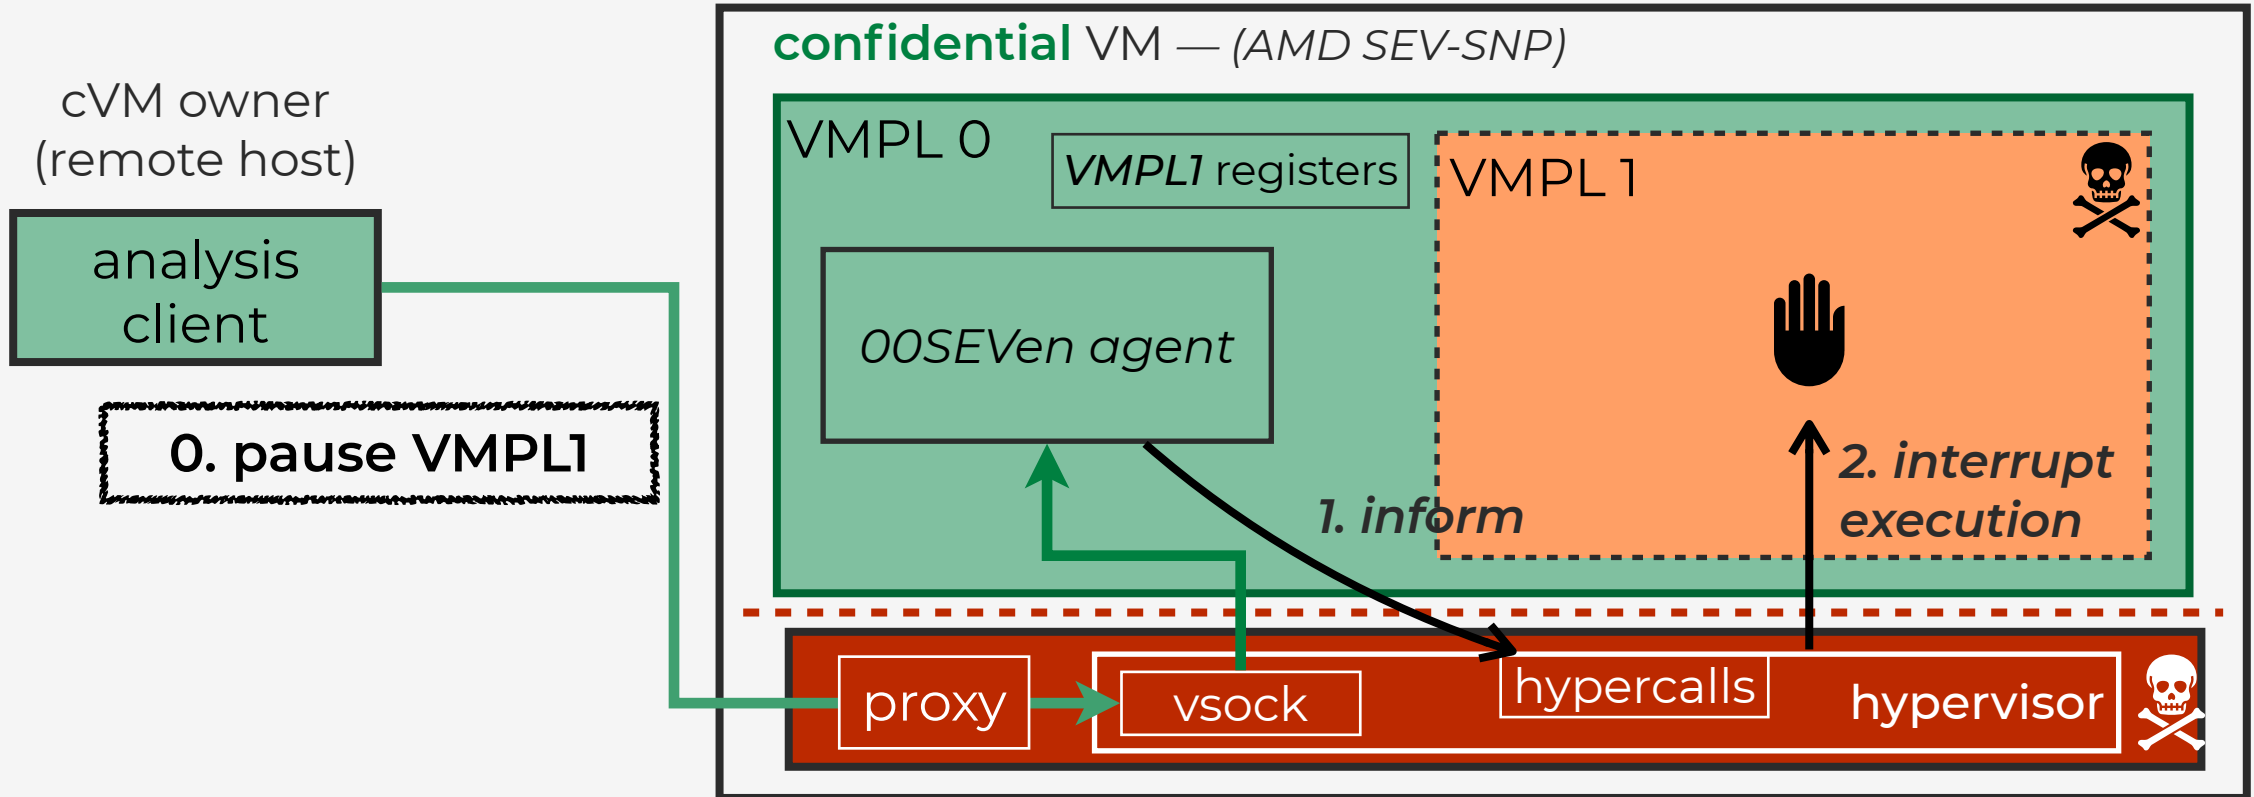 confidential VM — (AMD SEV-SNP)
cVM owner
(remote host)
analysis
client
0. pause VMPL1
VMPL 0
VMPL1 registers
VMPL 1
00SEVen agent
1. inform
2. interrupt
execution
proxy
vsock
hypercalls
hypervisor